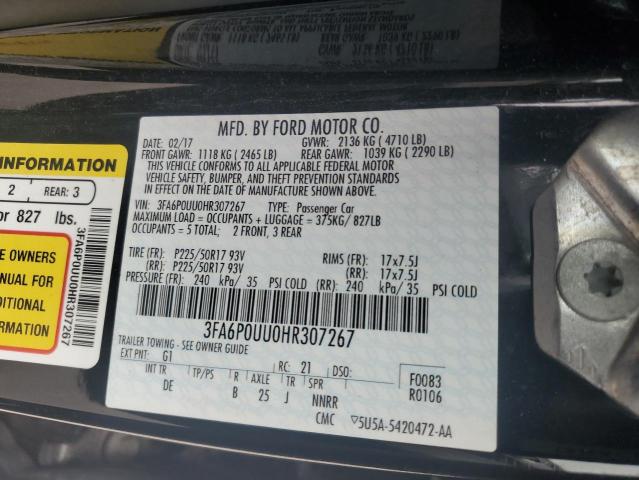 MFD. BY FORD MOTOR CO.
DATE: 02/17 GVWR: 2136 KG ( 4710 LB)
FRONT GAWR: 1118 KG ( 2465 LB) REAR GAWR: 1039 KG ( 2290 LB)
THIS VEHICLE CONFORMS TO ALL APPLICABLE FEDERAL MOTOR
VEHICLE SAFETY, BUMPER, AND THEFT PREVENTION STANDARDS
IN EFFECT ON THE DATE OF MANUFACTURE SHOWN ABOVE.
VIN: 3FA6P0UU0HR307267 TYPE: Passenger Car
MAXIMUM LOAD = OCCUPANTS + LUGGAGE = 375KG/ 827LB
OCCUPANTS = 5 TOTAL; 2 FRONT, 3 REAR
TIRE (FR): P225/50R17 93V RIMS (FR): 17x7.5J
(RR): P225/50R17 93V (RR): 17x7.5J
PRESSURE (FR): 240 kPa/ 35 PSI COLD (RR): 240 kPa/ 35 PSI COLD
3FA6P0UU0HR307267
TRAILER TOWING - SEE OWNER GUIDE
EXT PNT: G1 RC: 21 DSO: F0083
R0106
INT TR TP/PS R AXLE TR SPR
DE B 25 J NNRR
CMC ▽5U5A-5420472-AA
INFORMATION
2 REAR: 3
or 827 lbs.
E OWNERS
ANUAL FOR
DITIONAL
ORMATION
3FA6P0UU0HR307267